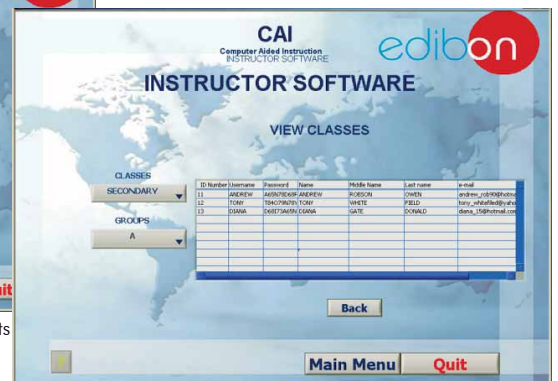 CAI
edibon
Computer Aided Instruction
INSTRUCTOR SOFTWARE
INSTRUCTOR SOFTWARE
VIEW CLASSES
CLASSES
SECONDARY
GROUPS
A
ID Number Username Password Name Middle Name Last name e-mail
11 ANDREW ANDREW ROBSON OWEN
12 TONY TONY WHITE FIELD
13 DIANA DIANA GATE DONALD
Back
Main Menu Quit